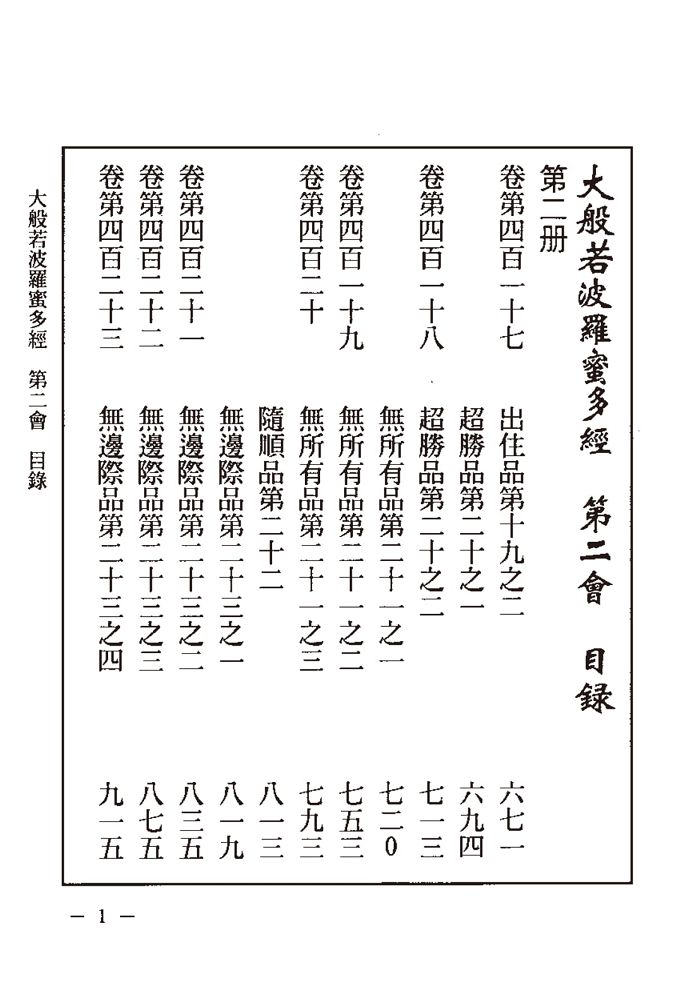 大般若波羅蜜多經　第二會　目錄
第二册
卷第四百一十七　出住品第十九之二　六七一
超勝品第二十之一　六九四
卷第四百一十八　超勝品第二十之二　七一三
無所有品第二十一之一　七二0
卷第四百一十九　無所有品第二十一之二　七五三
卷第四百二十　無所有品第二十一之三　七九三
隨順品第二十二　八一三
無邊際品第二十三之一　八一九
卷第四百二十一　無邊際品第二十三之二　八三五
卷第四百二十二　無邊際品第二十三之三　八七五
卷第四百二十三　無邊際品第二十三之四　九一五
大般若波羅蜜多經　第二會　目錄
— 1 —